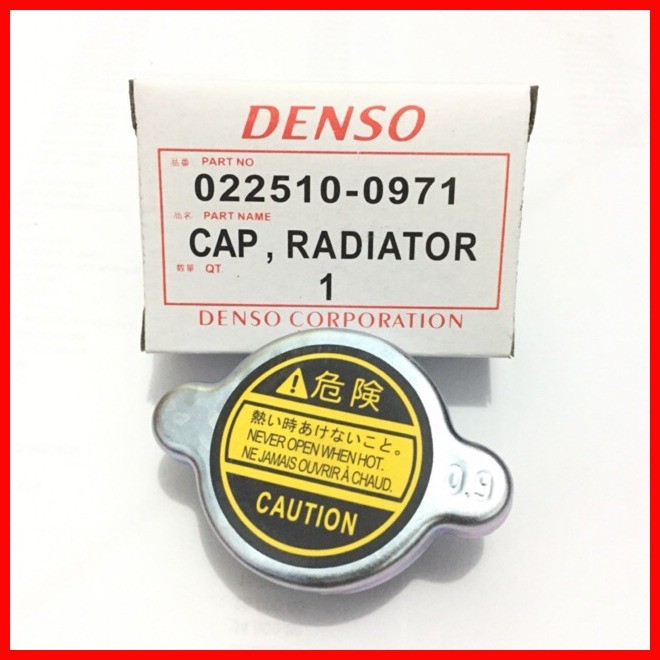 DENSO
品番 PART NO
022510-0971
品名 PART NAME
CAP, RADIATOR
数量 QT
1
DENSO CORPORATION
危険
熱い時あけないこと。
NEVER OPEN WHEN HOT.
NE JAMAIS OUVRIR À CHAUD.
CAUTION
0.9